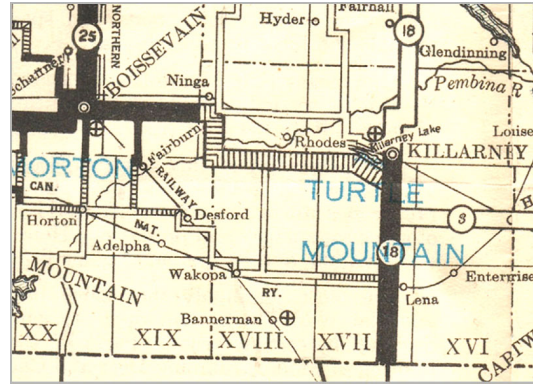 NORTHERN
Hyder
Fairhall
25
18
Schaffner
BOISSEVAIN
Glendinning
Pembina R
Ninga
Rhodes
Killarney Lake
Louise
Fairburn
KILLARNEY
MORTON
CAN.
RAILWAY
TURTLE
Horton
Desford
3
NAT.
Adelpha
MOUNTAIN
18
MOUNTAIN
Wakopa
Enterprise
RY.
Lena
Bannerman
XX
XIX
XVIII
XVII
XVI